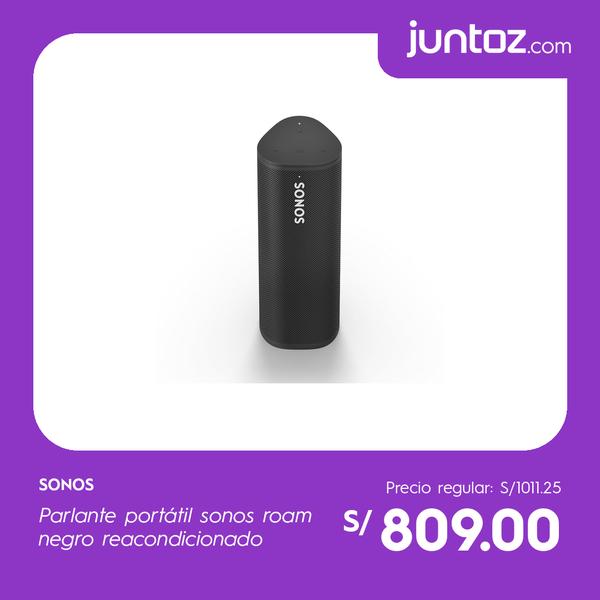 juntoz.com
SONOS
SONOS
Parlante portátil sonos roam
negro reacondicionado
Precio regular: S/1011.25
S/809.00